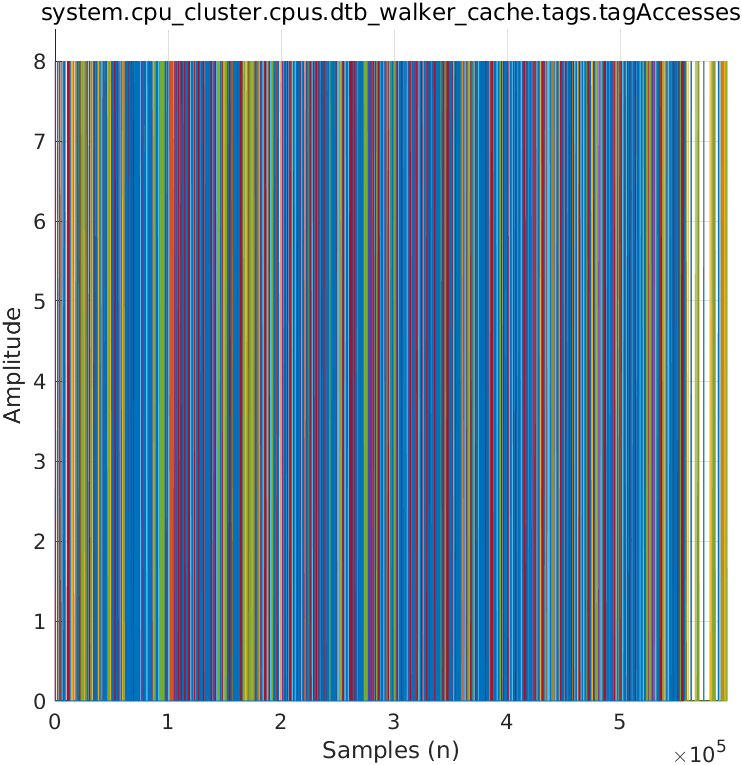 system.cpu_cluster.cpus.dtb_walker_cache.tags.tagAccesses
8
7
6
5
4
3
2
1
0
Amplitude
0 1 2 3 4 5
Samples (n)
×10^5